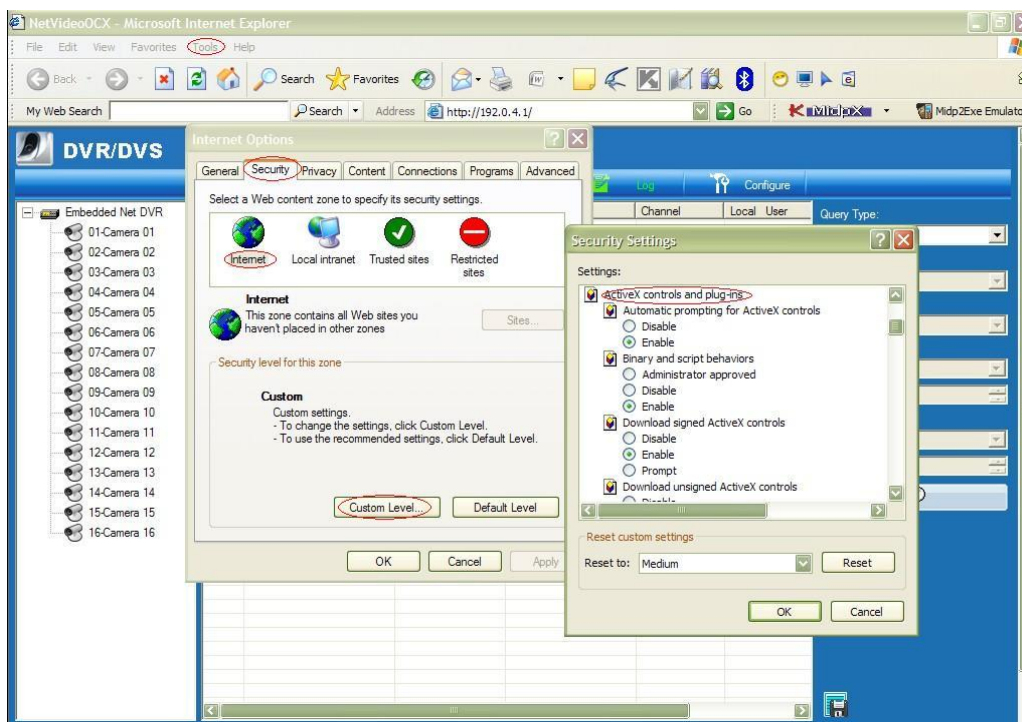 NetVideoOCX - Microsoft Internet Explorer
File Edit View Favorites Tools Help
Back Search Favorites
My Web Search Search Address http://192.0.4.1/ Go MidpX Midp2Exe Emulato
DVR/DVS
Log Configure
Embedded Net DVR
01-Camera 01
02-Camera 02
03-Camera 03
04-Camera 04
05-Camera 05
06-Camera 06
07-Camera 07
08-Camera 08
09-Camera 09
10-Camera 10
11-Camera 11
12-Camera 12
13-Camera 13
14-Camera 14
15-Camera 15
16-Camera 16
Internet Options
General Security Privacy Content Connections Programs Advanced
Select a Web content zone to specify its security settings.
Internet Local intranet Trusted sites Restricted
sites
Internet
This zone contains all Web sites you
haven't placed in other zones
Sites...
Security level for this zone
Custom
Custom settings.
- To change the settings, click Custom Level.
- To use the recommended settings, click Default Level.
Custom Level... Default Level
OK Cancel Apply
Channel Local User
Query Type:
Security Settings
Settings:
ActiveX controls and plug-ins
Automatic prompting for ActiveX controls
Disable
Enable
Binary and script behaviors
Administrator approved
Disable
Enable
Download signed ActiveX controls
Disable
Enable
Prompt
Download unsigned ActiveX controls
Reset custom settings
Reset to: Medium Reset
OK Cancel